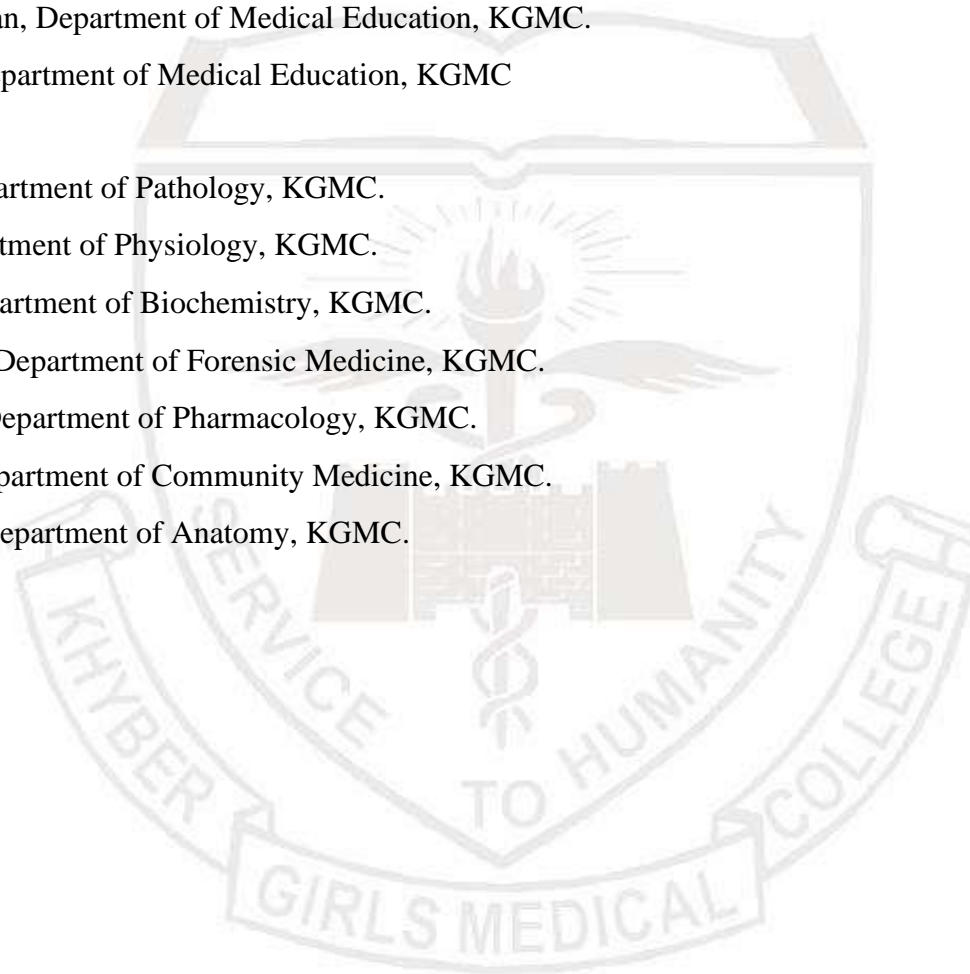 an, Department of Medical Education, KGMC.
partment of Medical Education, KGMC
artment of Pathology, KGMC.
tment of Physiology, KGMC.
artment of Biochemistry, KGMC.
Department of Forensic Medicine, KGMC.
Department of Pharmacology, KGMC.
partment of Community Medicine, KGMC.
epartment of Anatomy, KGMC.
SERVICE TO HUMANITY
KHYBER GIRLS MEDICAL COLLEGE